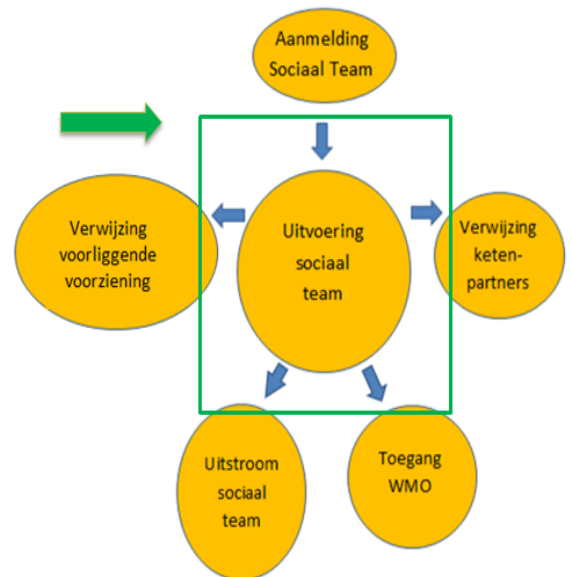 Aanmelding
Sociaal Team
Verwijzing
voorliggende
voorziening
Uitvoering
sociaal
team
Verwijzing
keten-
partners
Uitstroom
sociaal
team
Toegang
WMO